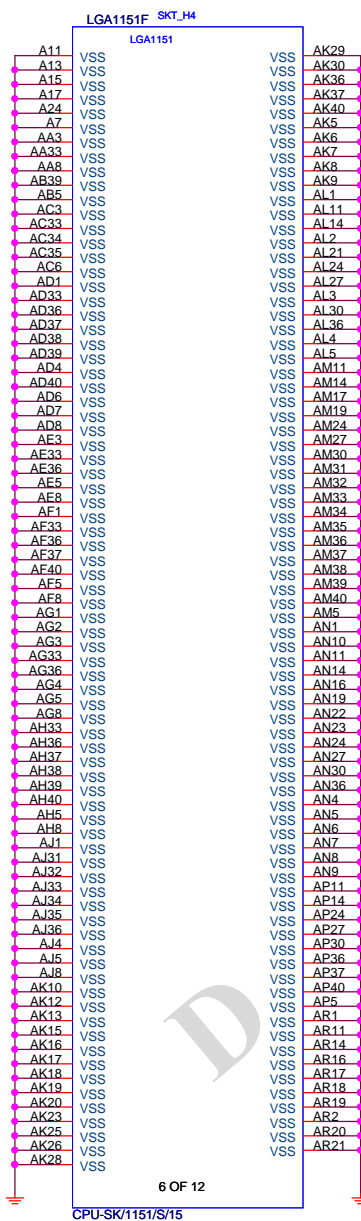 LGA1151F SKT_H4
LGA1151
A11 VSS VSS AK29
A13 VSS VSS AK30
A15 VSS VSS AK36
A17 VSS VSS AK37
A24 VSS VSS AK40
A7 VSS VSS AK5
AA3 VSS VSS AK6
AA33 VSS VSS AK7
AA8 VSS VSS AK8
AB39 VSS VSS AK9
AB5 VSS VSS AL1
AC3 VSS VSS AL11
AC33 VSS VSS AL14
AC34 VSS VSS AL2
AC35 VSS VSS AL21
AC6 VSS VSS AL24
AD1 VSS VSS AL27
AD33 VSS VSS AL3
AD36 VSS VSS AL30
AD37 VSS VSS AL36
AD38 VSS VSS AL4
AD39 VSS VSS AL5
AD4 VSS VSS AM11
AD40 VSS VSS AM14
AD6 VSS VSS AM17
AD7 VSS VSS AM19
AD8 VSS VSS AM24
AE3 VSS VSS AM27
AE33 VSS VSS AM30
AE36 VSS VSS AM31
AE5 VSS VSS AM32
AE8 VSS VSS AM33
AF1 VSS VSS AM34
AF33 VSS VSS AM35
AF36 VSS VSS AM36
AF37 VSS VSS AM37
AF40 VSS VSS AM38
AF5 VSS VSS AM39
AF8 VSS VSS AM40
AG1 VSS VSS AM5
AG2 VSS VSS AN1
AG3 VSS VSS AN10
AG33 VSS VSS AN11
AG36 VSS VSS AN14
AG4 VSS VSS AN16
AG5 VSS VSS AN19
AG8 VSS VSS AN22
AH33 VSS VSS AN23
AH36 VSS VSS AN24
AH37 VSS VSS AN27
AH38 VSS VSS AN30
AH39 VSS VSS AN36
AH40 VSS VSS AN4
AH5 VSS VSS AN5
AH8 VSS VSS AN6
AJ1 VSS VSS AN7
AJ31 VSS VSS AN8
AJ32 VSS VSS AN9
AJ33 VSS VSS AP11
AJ34 VSS VSS AP14
AJ35 VSS VSS AP24
AJ36 VSS VSS AP27
AJ4 VSS VSS AP30
AJ5 VSS VSS AP36
AJ8 VSS VSS AP37
AK10 VSS VSS AP40
AK12 VSS VSS AP5
AK13 VSS VSS AR1
AK15 VSS VSS AR11
AK16 VSS VSS AR14
AK17 VSS VSS AR16
AK18 VSS VSS AR17
AK19 VSS VSS AR18
AK20 VSS VSS AR19
AK23 VSS VSS AR2
AK25 VSS VSS AR20
AK26 VSS VSS AR21
AK28 VSS
D
6 OF 12
CPU-SK/1151/S/15